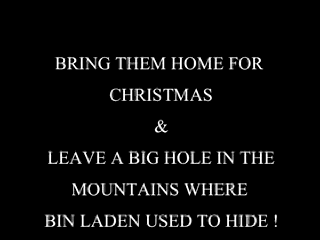 BRING THEM HOME FOR
CHRISTMAS
&
LEAVE A BIG HOLE IN THE
MOUNTAINS WHERE
BIN LADEN USED TO HIDE !